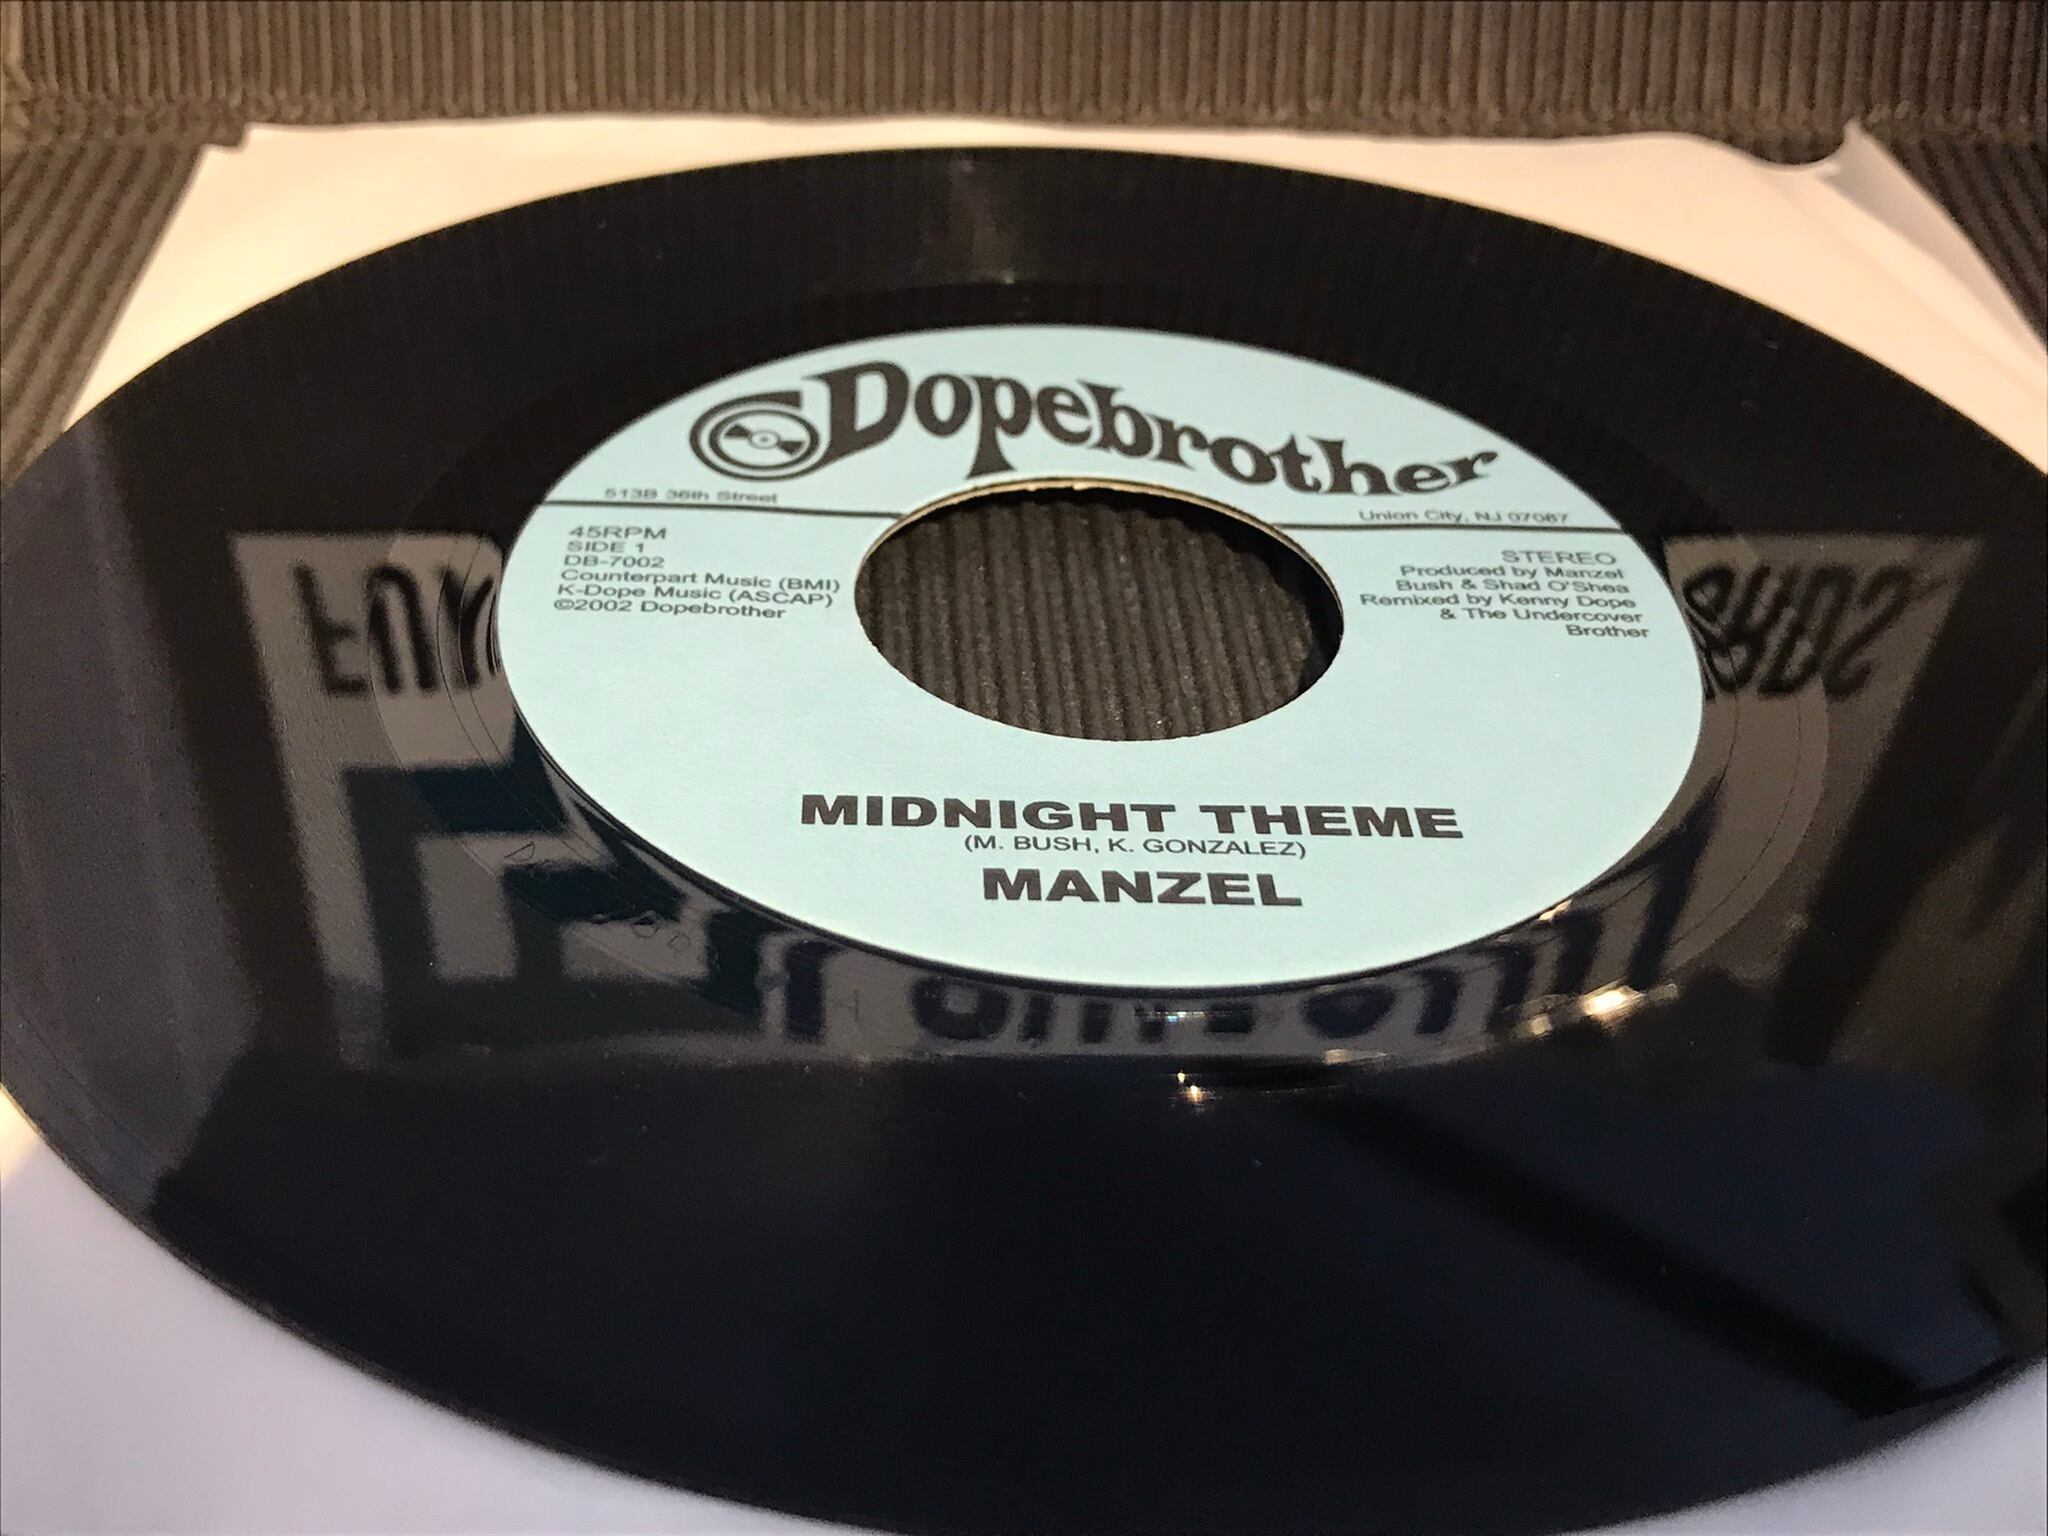 Dopebrother
513B 36th Street
Union City, NJ 07087
45RPM
SIDE 1
DB-7002
Counterpart Music (BMI)
K-Dope Music (ASCAP)
©2002 Dopebrother
STEREO
Produced by Manzel
Bush & Shad O'Shea
Remixed by Kenny Dope
& The Undercover
Brother
MIDNIGHT THEME
(M. BUSH, K. GONZALEZ)
MANZEL